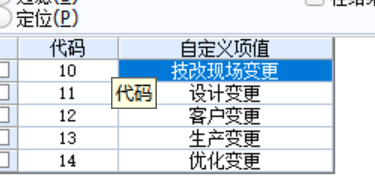 定位(P)
代码 自定义项值
10 技改现场变更
11 设计变更
代码
12 客户变更
13 生产变更
14 优化变更